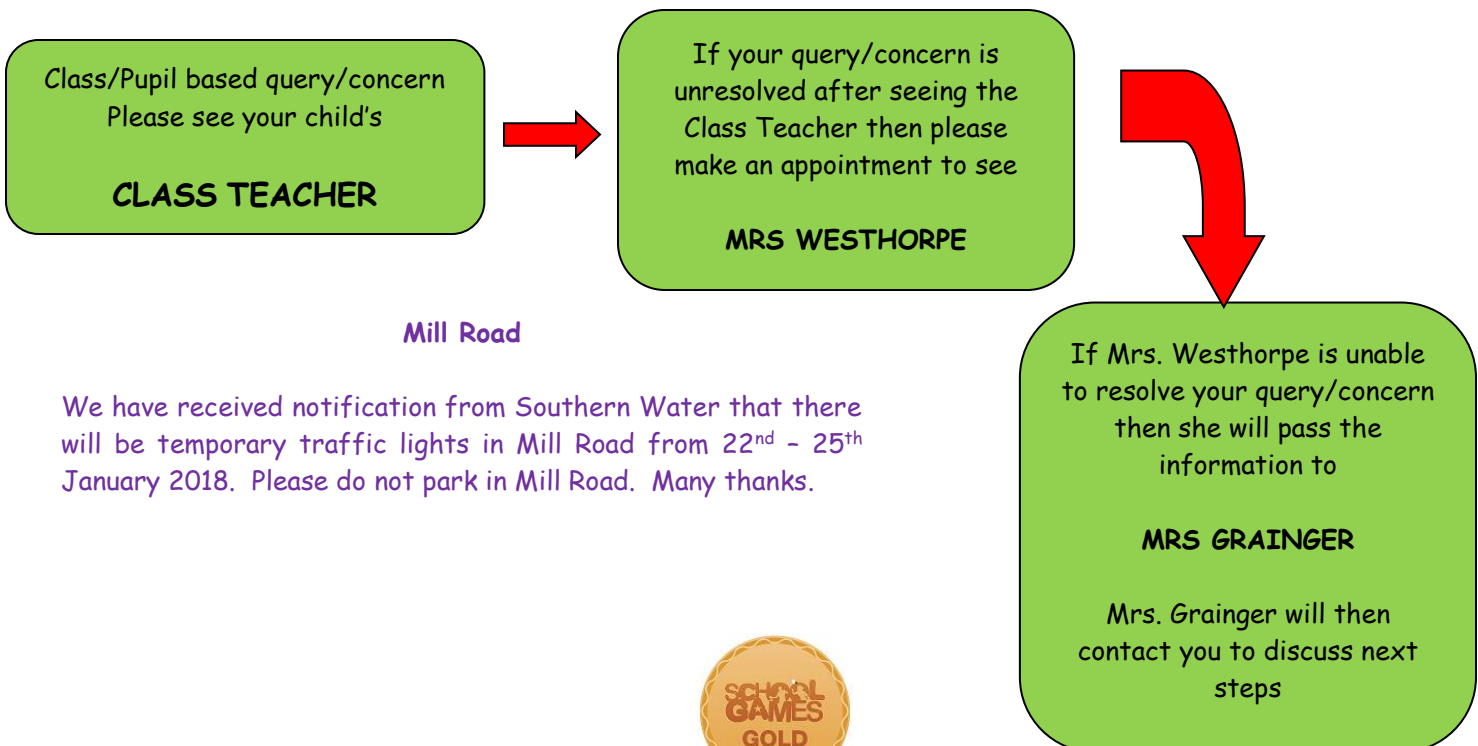 Class/Pupil based query/concern
Please see your child's
CLASS TEACHER
If your query/concern is
unresolved after seeing the
Class Teacher then please
make an appointment to see
MRS WESTHORPE
If Mrs. Westhorpe is unable
to resolve your query/concern
then she will pass the
information to
MRS GRAINGER
Mrs. Grainger will then
contact you to discuss next
steps
Mill Road
We have received notification from Southern Water that there
will be temporary traffic lights in Mill Road from 22nd – 25th
January 2018. Please do not park in Mill Road. Many thanks.
SCHOOL
GAMES
GOLD